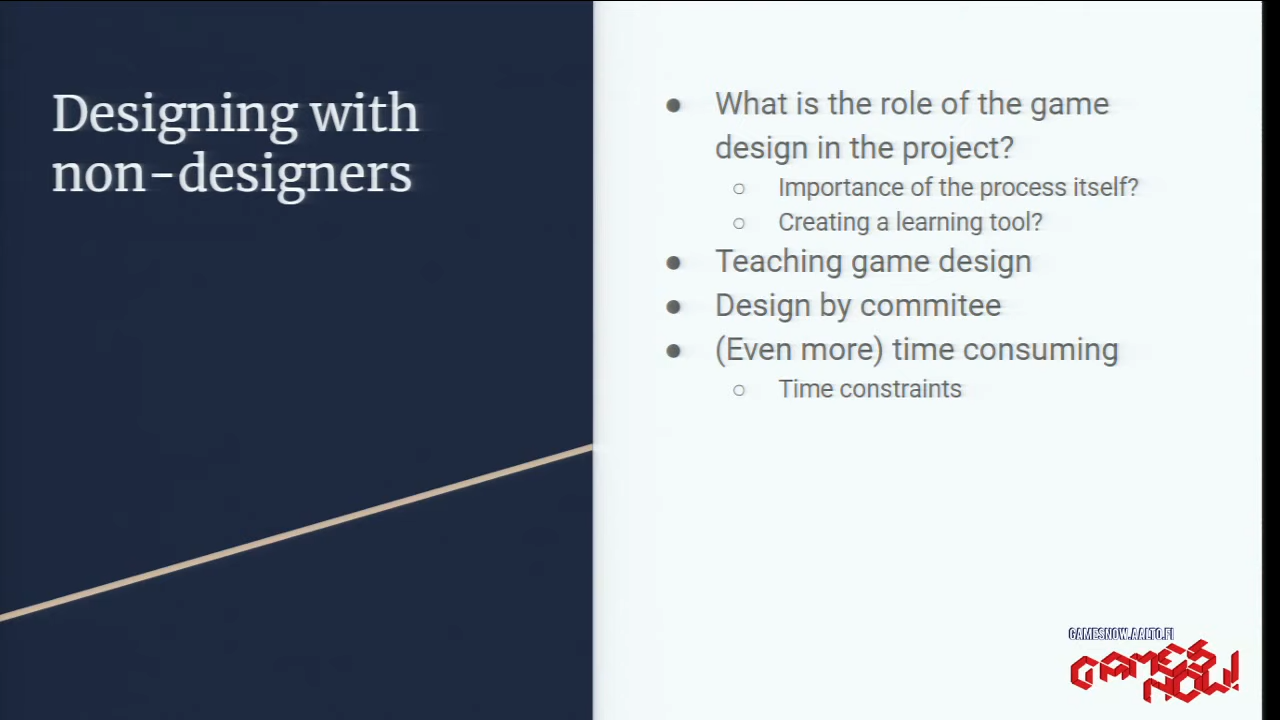 Designing with
non-designers
● What is the role of the game
design in the project?
○ Importance of the process itself?
○ Creating a learning tool?
● Teaching game design
● Design by commitee
● (Even more) time consuming
○ Time constraints
GAMESNOW.AALTO.FI
GAMES
NOW!